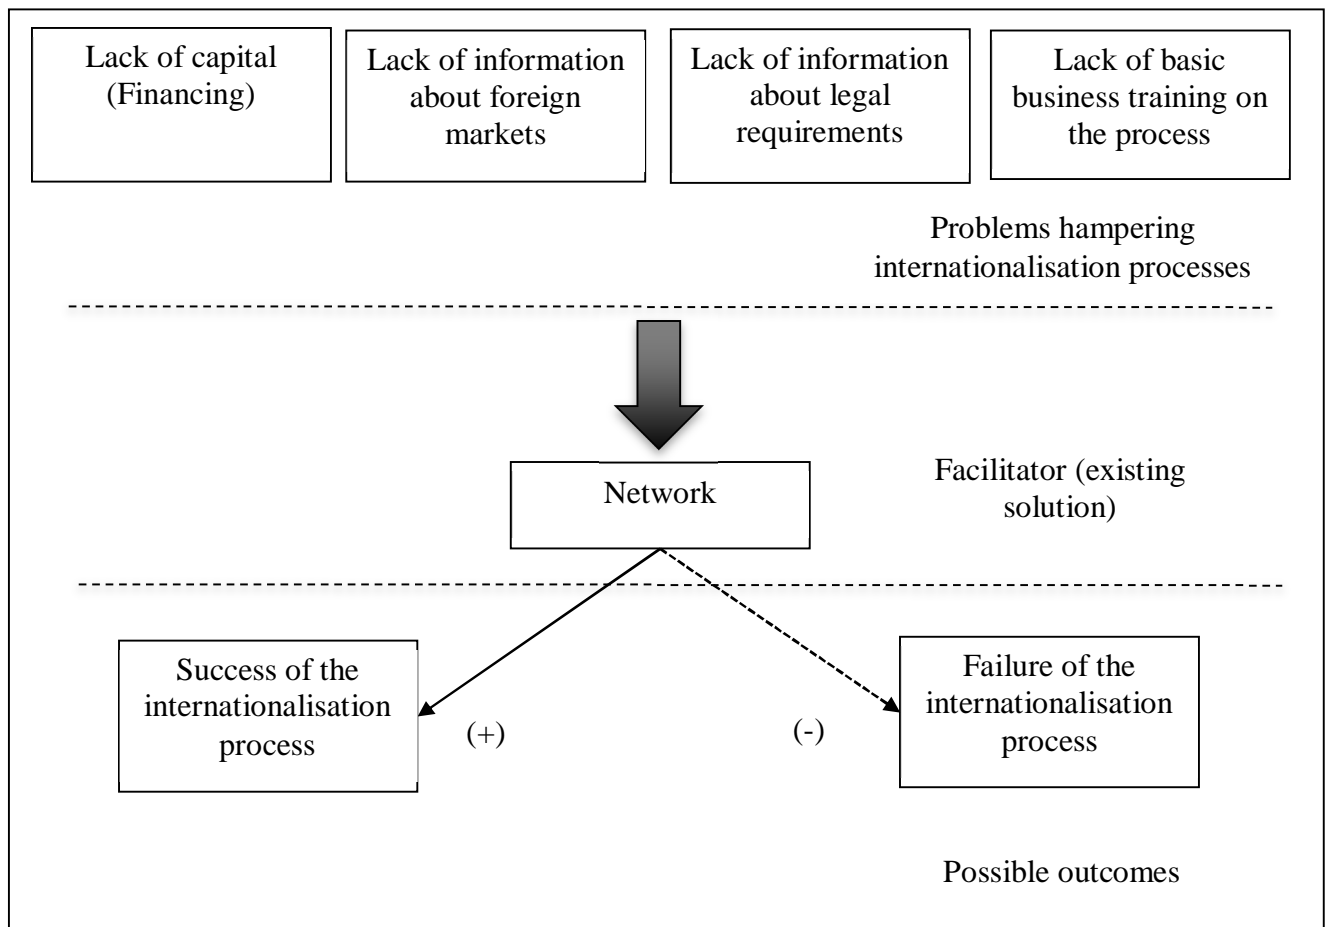 Lack of capital
(Financing)
Lack of information
about foreign
markets
Lack of information
about legal
requirements
Lack of basic
business training on
the process
Problems hampering
internationalisation processes
Network
Facilitator (existing
solution)
Success of the
internationalisation
process
(+)
(-)
Failure of the
internationalisation
process
Possible outcomes